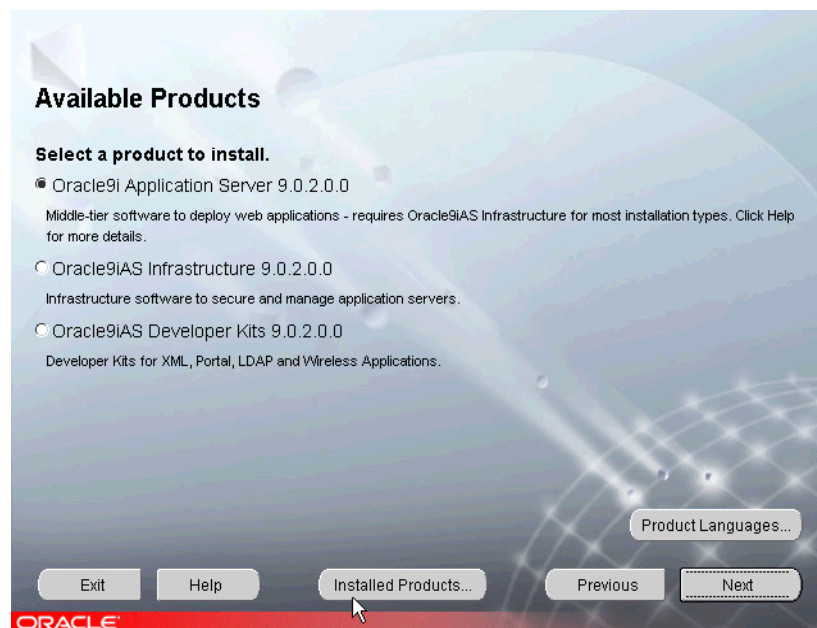 Available Products
Select a product to install.
Oracle9i Application Server 9.0.2.0.0
Middle-tier software to deploy web applications - requires Oracle9iAS Infrastructure for most installation types. Click Help
for more details.
Oracle9iAS Infrastructure 9.0.2.0.0
Infrastructure software to secure and manage application servers.
Oracle9iAS Developer Kits 9.0.2.0.0
Developer Kits for XML, Portal, LDAP and Wireless Applications.
Product Languages...
Exit Help Installed Products... Previous Next
ORACLE